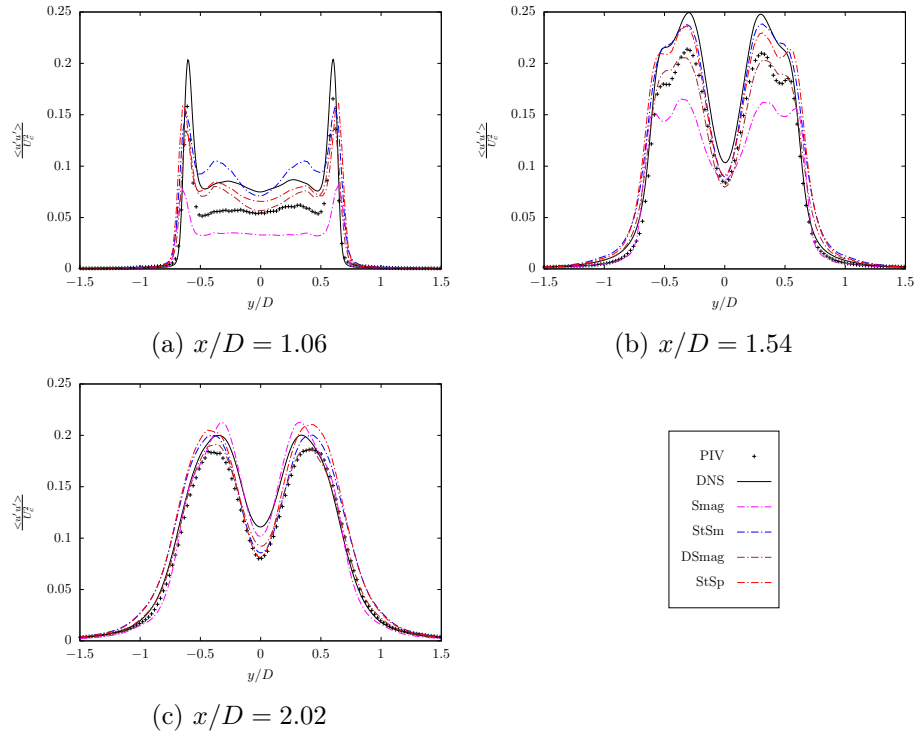 0.25
0.2
0.15
0.1
0.05
0
<u'u'>
U_c^2
−1.5 −1 −0.5 0 0.5 1 1.5
y/D
(a) x/D = 1.06
0.25
0.2
0.15
0.1
0.05
0
<u'u'>
U_c^2
−1.5 −1 −0.5 0 0.5 1 1.5
y/D
(b) x/D = 1.54
0.25
0.2
0.15
0.1
0.05
0
<u'u'>
U_c^2
−1.5 −1 −0.5 0 0.5 1 1.5
y/D
(c) x/D = 2.02
PIV
DNS
Smag
StSm
DSmag
StSp